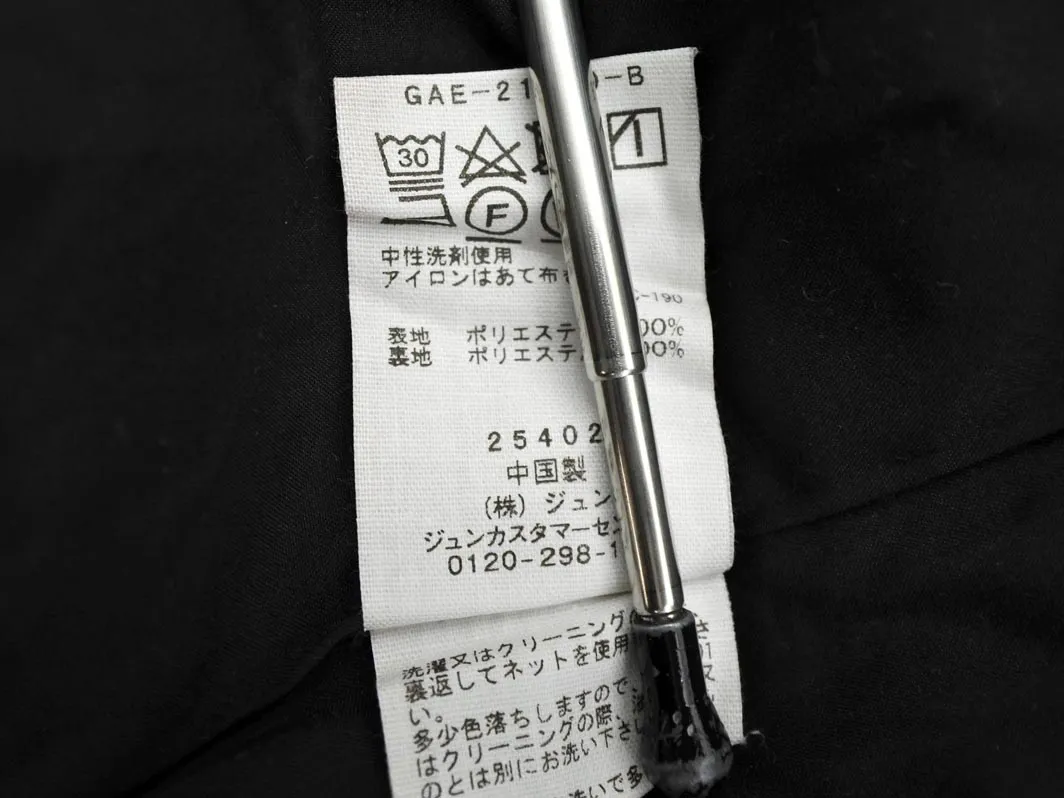 GAE-21 -B
30
F
中性洗剤使用
アイロンはあて布
C-190
表地 ポリエステ 00%
裏地 ポリエステ 00%
25402
中国製
(株) ジュン
ジュンカスタマーセン
0120-298-1
洗濯又はクリーニング
裏返してネットを使用
い。
多少色落ちしますので、
はクリーニングの際、
のとは別にお洗い下さ
洗いで多